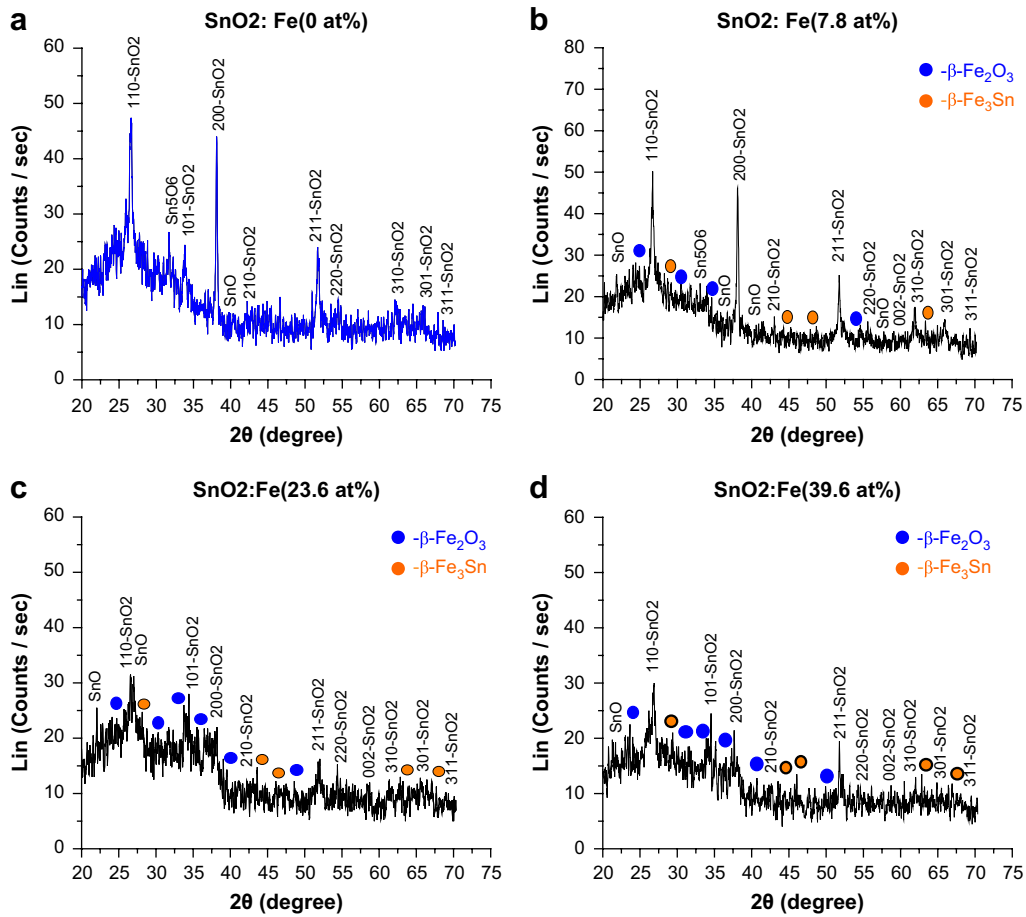 a
SnO2: Fe(0 at%)
Lin (Counts / sec)
60
50
40
30
20
10
0
110-SnO2
Sn5O6
101-SnO2
200-SnO2
SnO
210-SnO2
211-SnO2
220-SnO2
310-SnO2
301-SnO2
311-SnO2
20 25 30 35 40 45 50 55 60 65 70 75
2θ (degree)
b
SnO2: Fe(7.8 at%)
-β-Fe₂O₃
-β-Fe₃Sn
Lin (Counts / sec)
80
70
60
50
40
30
20
10
0
SnO
110-SnO2
Sn5O6
SnO
200-SnO2
SnO
210-SnO2
211-SnO2
220-SnO2
SnO
002-SnO2
310-SnO2
301-SnO2
311-SnO2
20 25 30 35 40 45 50 55 60 65 70 75
2θ (degree)
c
SnO2:Fe(23.6 at%)
-β-Fe₂O₃
-β-Fe₃Sn
Lin (Counts / sec)
60
50
40
30
20
10
0
SnO
110-SnO2
SnO
101-SnO2
200-SnO2
210-SnO2
211-SnO2
220-SnO2
002-SnO2
310-SnO2
301-SnO2
311-SnO2
20 25 30 35 40 45 50 55 60 65 70 75
2θ (degree)
d
SnO2:Fe(39.6 at%)
-β-Fe₂O₃
-β-Fe₃Sn
Lin (Counts / sec)
60
50
40
30
20
10
0
SnO
110-SnO2
101-SnO2
200-SnO2
210-SnO2
211-SnO2
220-SnO2
002-SnO2
310-SnO2
301-SnO2
311-SnO2
20 25 30 35 40 45 50 55 60 65 70 75
2θ (degree)